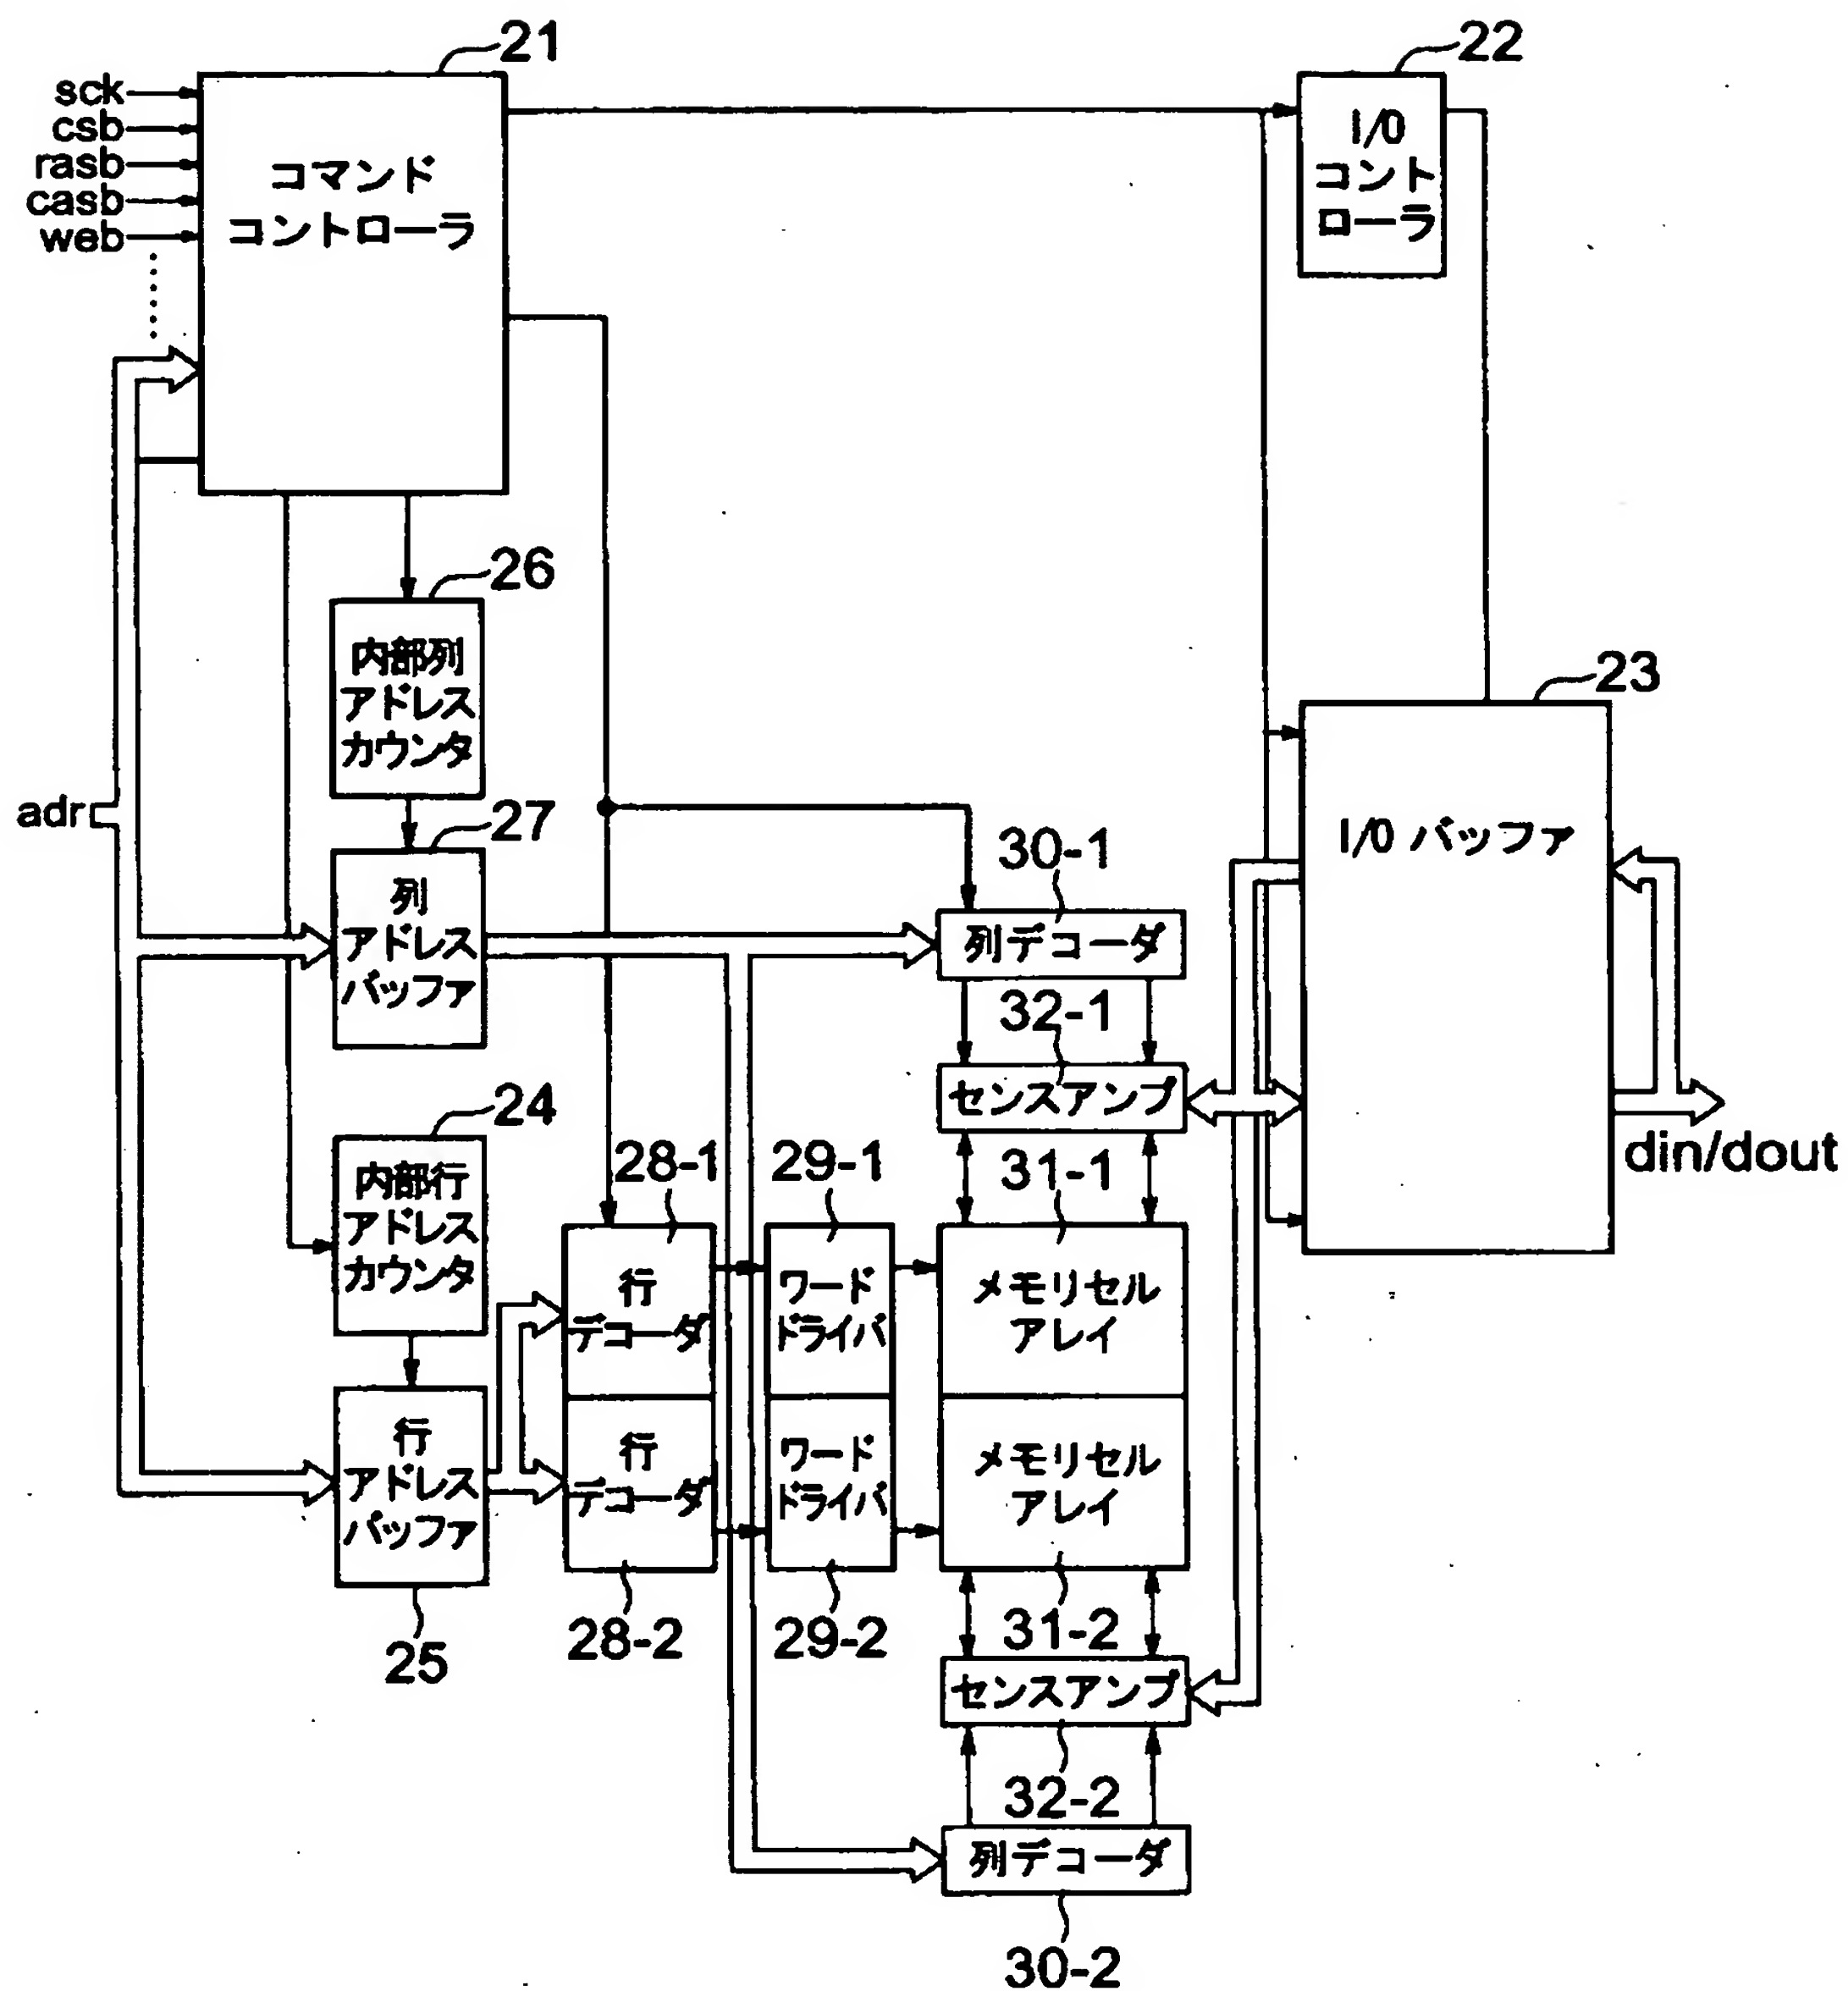 21
22
sck
csb
rasb
casb
web
コマンド
コントローラ
I/O
コント
ローラ
26
内部列
アドレス
カウンタ
23
adr
27
I/O バッファ
30-1
列
アドレス
バッファ
列デコーダ
32-1
センスアンプ
24
din/dout
28-1
29-1
31-1
内部行
アドレス
カウンタ
行
デコーダ
ワード
ドライバ
メモリセル
アレイ
行
アドレス
バッファ
行
デコーダ
ワード
ドライバ
メモリセル
アレイ
25
28-2
29-2
31-2
センスアンプ
32-2
列デコーダ
30-2